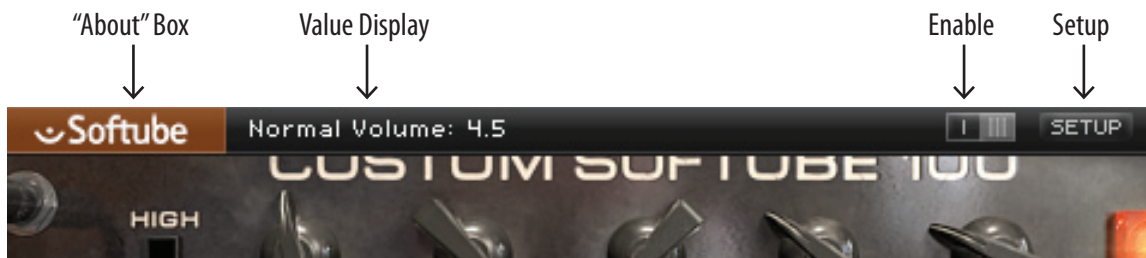 “About” Box Value Display Enable Setup
Softube Normal Volume: 4.5 I SETUP
CUSTOM SOFTUBE 100
HIGH